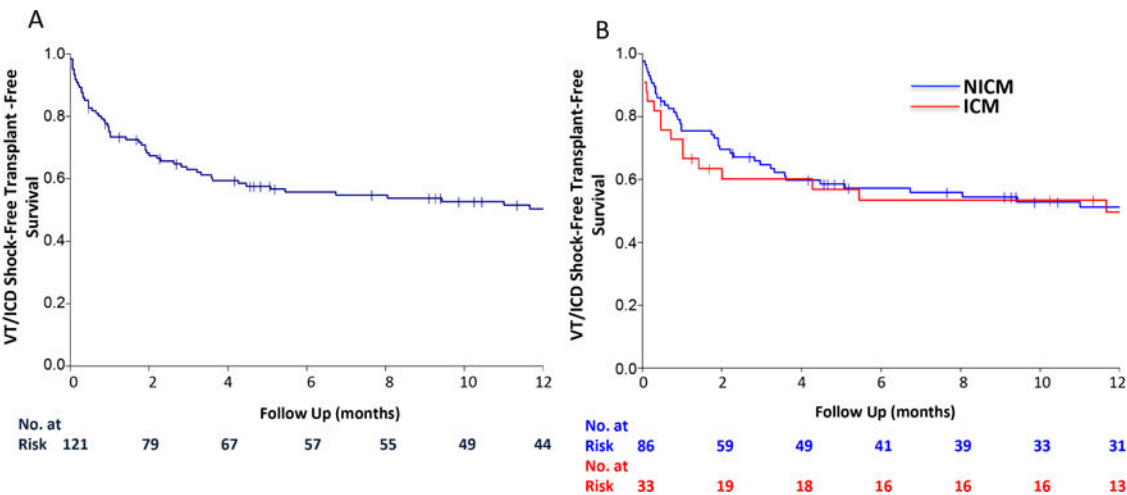 A
VT/ICD Shock-Free Transplant -Free
Survival
1.0
0.8
0.6
0.4
0.2
0.0
0 2 4 6 8 10 12
Follow Up (months)
No. at
Risk 121 79 67 57 55 49 44
B
VT/ICD Shock-Free Transplant-Free
Survival
1.0
0.8
0.6
0.4
0.2
0.0
NICM
ICM
0 2 4 6 8 10 12
Follow Up (months)
No. at
Risk 86 59 49 41 39 33 31
No. at
Risk 33 19 18 16 16 16 13